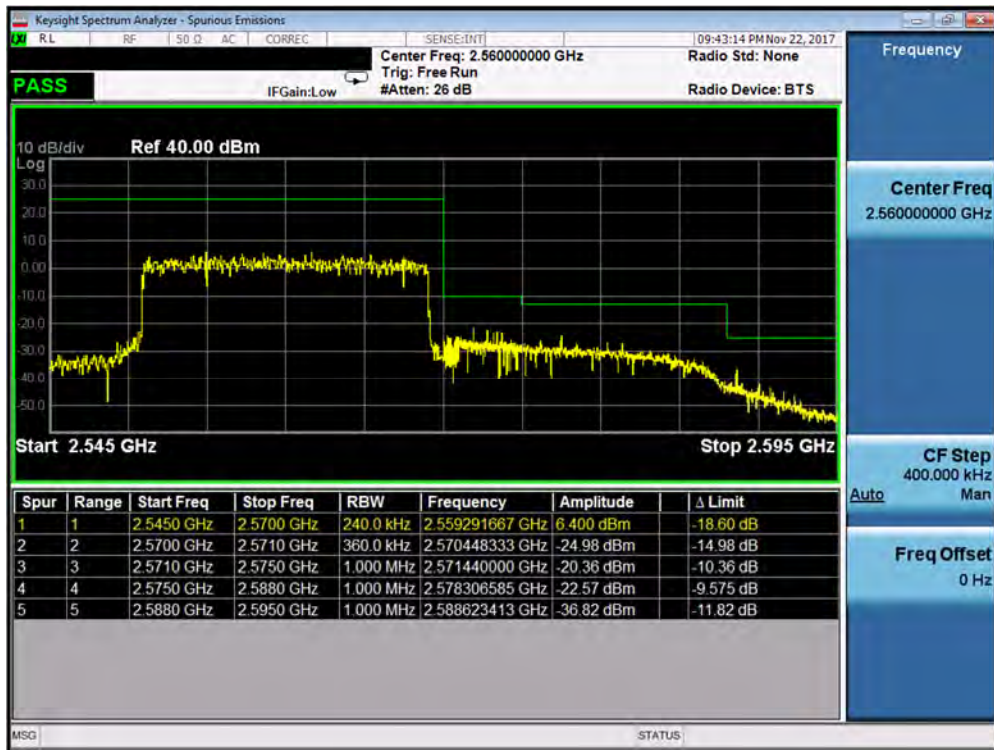 Keysight Spectrum Analyzer - Spurious Emissions
LXI RL RF 50 Ω AC CORREC SENSE:INT 09:43:14 PM Nov 22, 2017
Center Freq: 2.560000000 GHz Radio Std: None
Trig: Free Run
PASS IFGain:Low #Atten: 26 dB Radio Device: BTS
10 dB/div Ref 40.00 dBm
Log
30.0
20.0
10.0
0.00
-10.0
-20.0
-30.0
-40.0
-50.0
Start 2.545 GHz Stop 2.595 GHz
Spur Range Start Freq Stop Freq RBW Frequency Amplitude Δ Limit
1 1 2.5450 GHz 2.5700 GHz 240.0 kHz 2.559291667 GHz 6.400 dBm -18.60 dB
2 2 2.5700 GHz 2.5710 GHz 360.0 kHz 2.570448333 GHz -24.98 dBm -14.98 dB
3 3 2.5710 GHz 2.5750 GHz 1.000 MHz 2.571440000 GHz -20.36 dBm -10.36 dB
4 4 2.5750 GHz 2.5880 GHz 1.000 MHz 2.578306585 GHz -22.57 dBm -9.575 dB
5 5 2.5880 GHz 2.5950 GHz 1.000 MHz 2.588623413 GHz -36.82 dBm -11.82 dB
MSG STATUS
Frequency
Center Freq
2.560000000 GHz
CF Step
400.000 kHz
Auto Man
Freq Offset
0 Hz